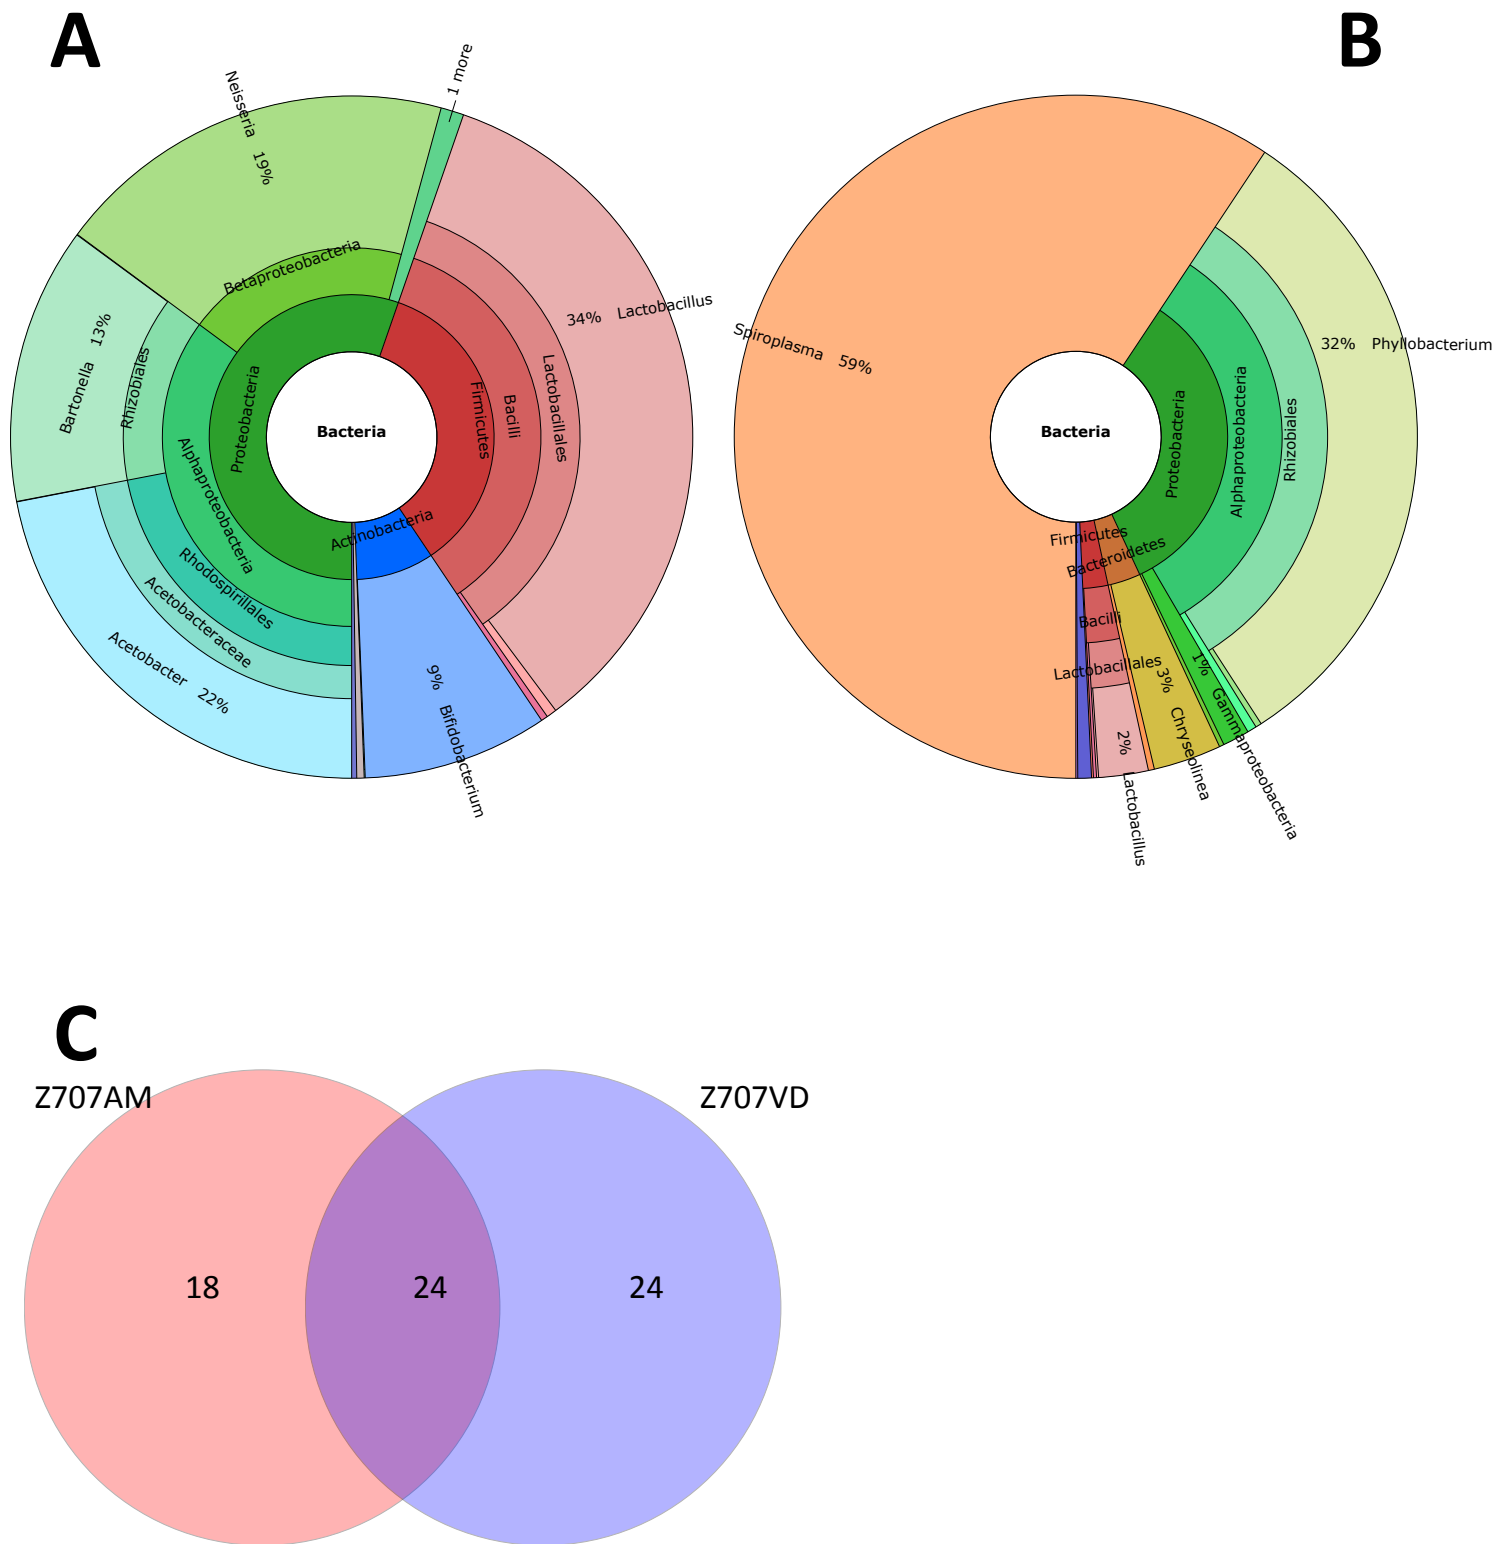 A
B
1 more
Neisseria 19%
Betaproteobacteria
Bartonella 13%
Rhizobiales
Proteobacteria
Alphaproteobacteria
Rhodospirillales
Acetobacteraceae
Acetobacter 22%
Bacteria
Firmicutes
Bacilli
Lactobacillales
34% Lactobacillus
Actinobacteria
9% Bifidobacterium
Spiroplasma 59%
Bacteria
Proteobacteria
Alphaproteobacteria
Rhizobiales
32% Phyllobacterium
Firmicutes
Bacteroidetes
Bacilli
Lactobacillales
2% Lactobacillus
3% Chryseolinea
1% Gammaproteobacteria
C
Z707AM
Z707VD
18
24
24